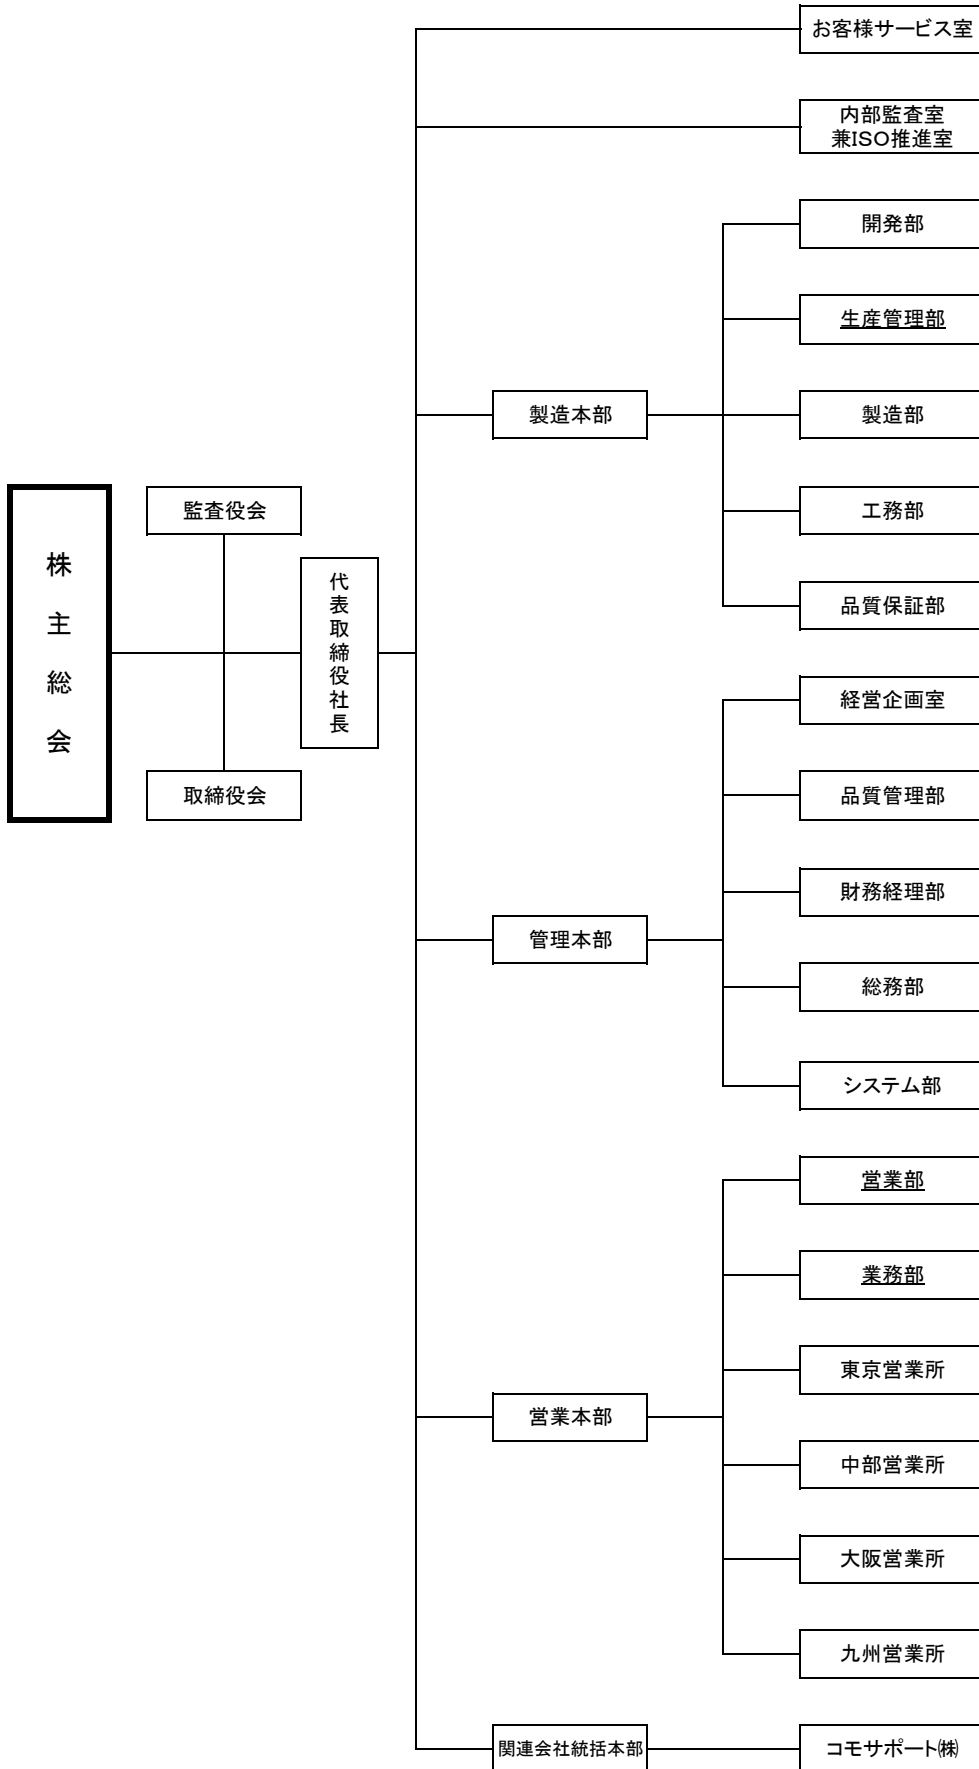 株主総会
監査役会
取締役会
代表取締役社長
お客様サービス室
内部監査室
兼ISO推進室
製造本部
開発部
生産管理部
製造部
工務部
品質保証部
管理本部
経営企画室
品質管理部
財務経理部
総務部
システム部
営業本部
営業部
業務部
東京営業所
中部営業所
大阪営業所
九州営業所
関連会社統括本部
コモサポート㈱